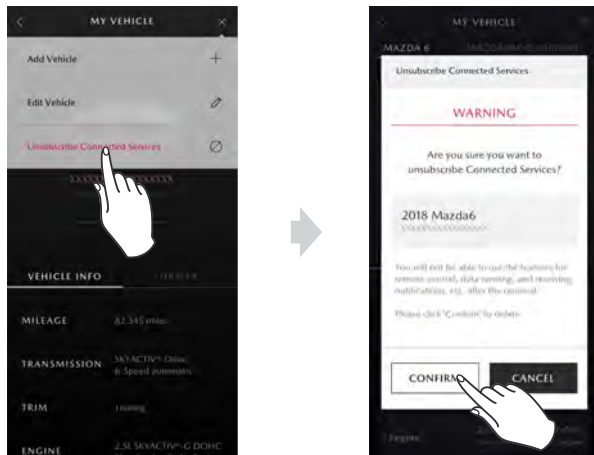 MY VEHICLE
Add Vehicle
Edit Vehicle
Unsubscribe Connected Services
VEHICLE INFO
MILEAGE 82,345 miles
TRANSMISSION SKYACTIV®-Drive
6-Speed automatic
TRIM Touring
ENGINE 2.5L SKYACTIV®-G DOHC
MY VEHICLE
MAZDA 6
Unsubscribe Connected Services
WARNING
Are you sure you want to
unsubscribe Connected Services?
2018 Mazda6
XXXXXXXXXXXXXXXXX
You will not be able to use the features for
remote control, data viewing, and receiving
notifications, etc. after the removal.
Please click "Confirm" to delete.
CONFIRM CANCEL
Engine